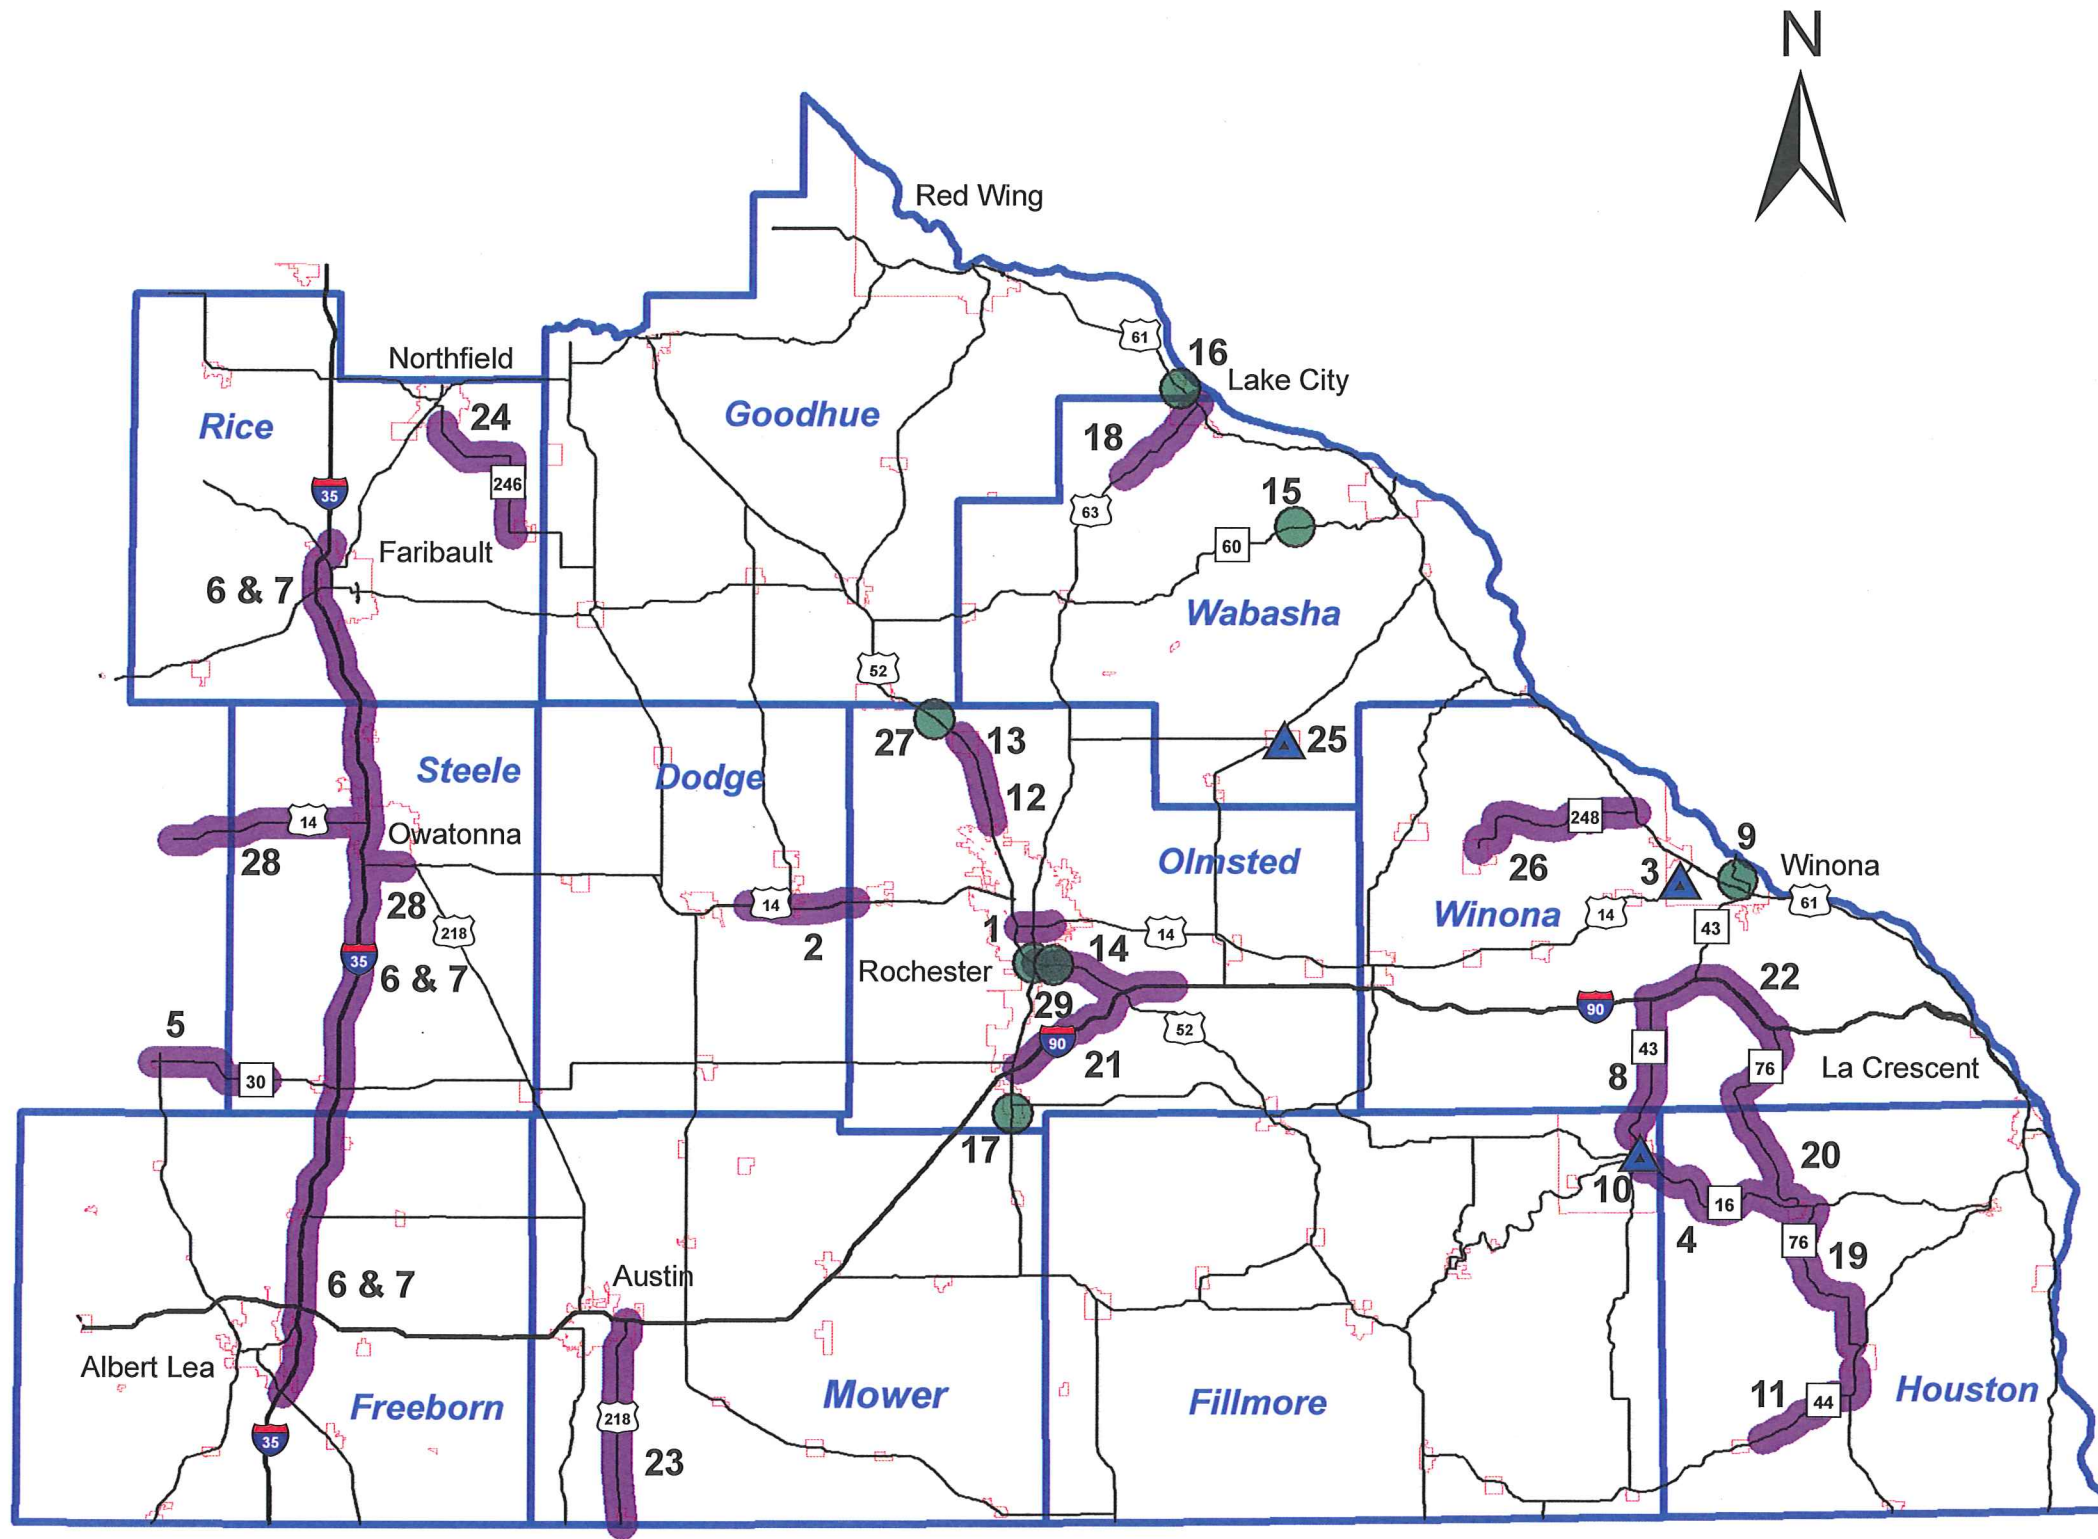 N
Red Wing
61
16
Lake City
Northfield
Rice
24
Goodhue
18
246
35
15
63
60
Faribault
6 & 7
Wabasha
52
27
13
25
Steele
Dodge
12
14
Owatonna
248
9
28
Olmsted
26
3
Winona
61
14
28
218
2
1
14
14
Winona
43
35
6 & 7
Rochester
14
22
29
90
5
52
90
43
30
21
8
76
La Crescent
17
20
10
16
4
76
19
6 & 7
Austin
Albert Lea
Freeborn
Mower
Fillmore
11
44
Houston
218
35
23